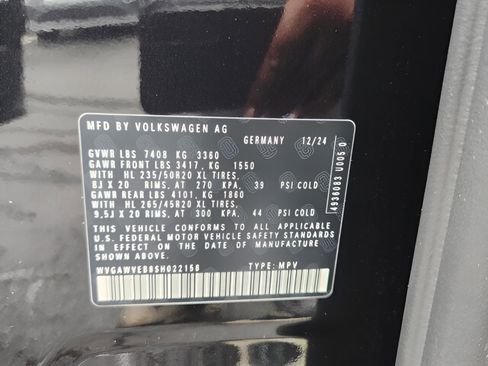 MFD BY VOLKSWAGEN AG
GERMANY 12/24
GVWR LBS 7408 KG 3360
GAWR FRONT LBS 3417, KG 1550
WITH HL 235/50R20 XL TIRES,
8J X 20 RIMS, AT 270 KPA, 39 PSI COLD
GAWR REAR LBS 4101, KG 1860
WITH HL 265/45R20 XL TIRES,
9.5J X 20 RIMS, AT 300 KPA, 44 PSI COLD
THIS VEHICLE CONFORMS TO ALL APPLICABLE
U.S. FEDERAL MOTOR VEHICLE SAFETY STANDARDS
IN EFFECT ON THE DATE OF MANUFACTURE
SHOWN ABOVE.
WVGAWVEB8SH022158 TYPE: MPV
4936083 U005 0